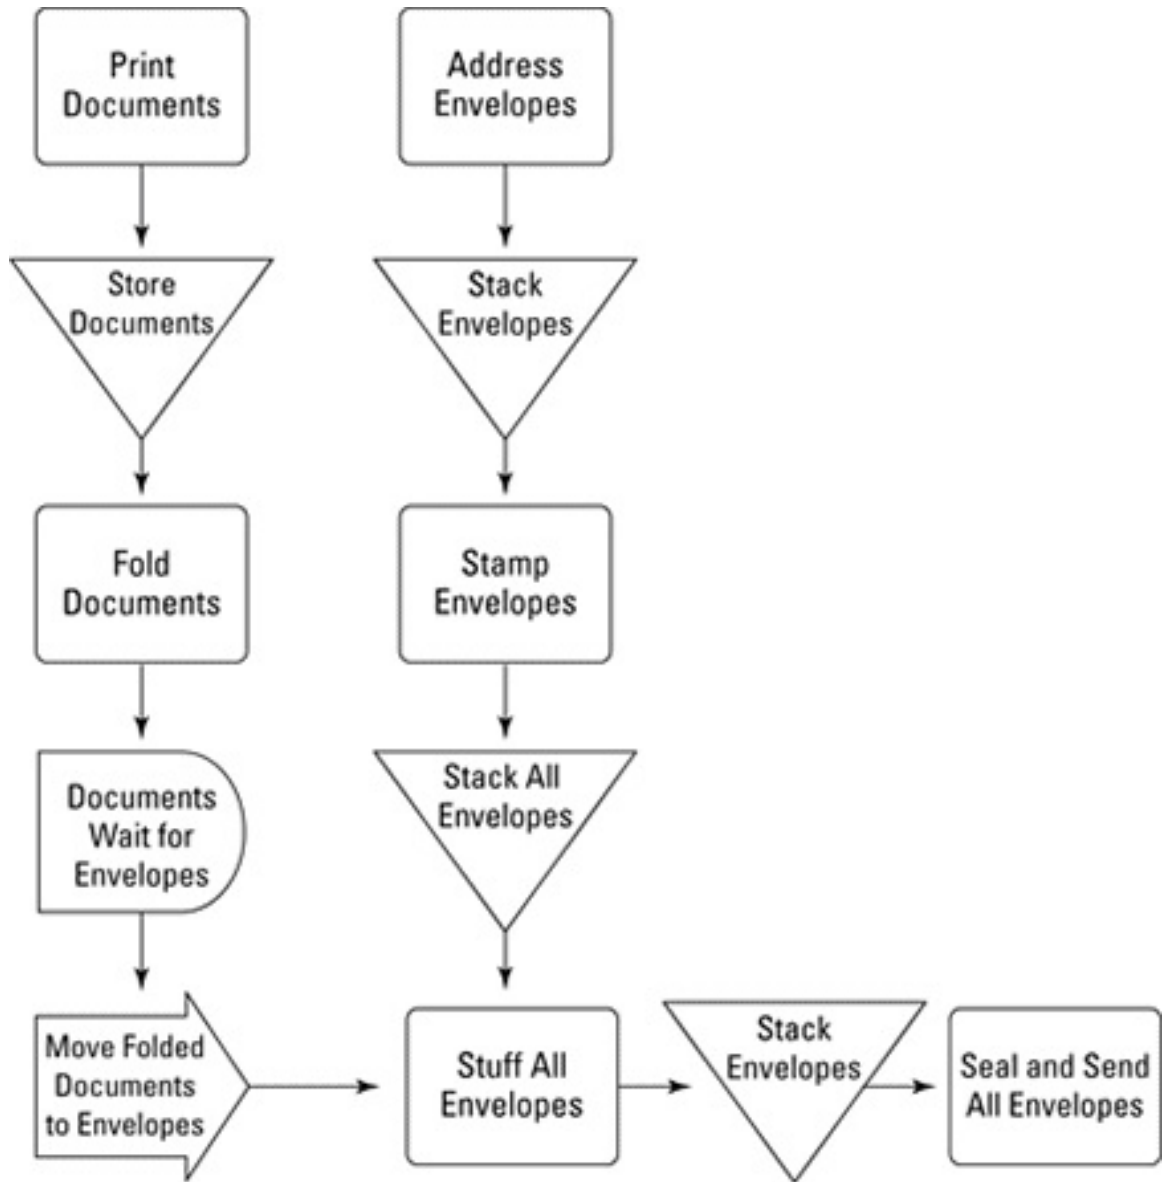 Print
Documents
Address
Envelopes
Store
Documents
Stack
Envelopes
Fold
Documents
Stamp
Envelopes
Documents
Wait for
Envelopes
Stack All
Envelopes
Move Folded
Documents
to Envelopes
Stuff All
Envelopes
Stack
Envelopes
Seal and Send
All Envelopes